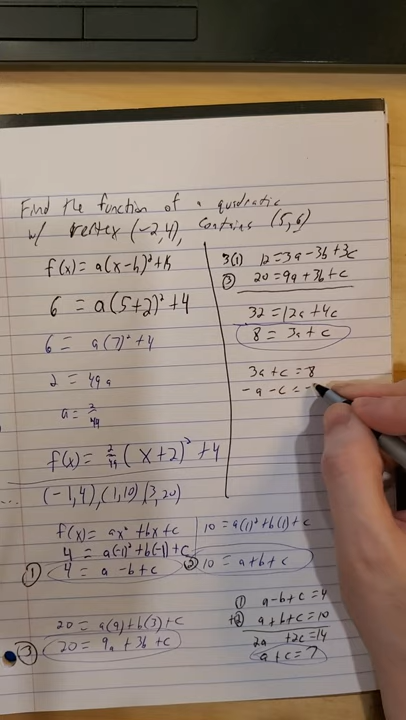 Find the function of a quadratic
w/ vertex (-2,4), contains (5,6)
f(x) = a(x-h)²+k
6 = a(5+2)²+4
6 = a(7)²+4
2 = 49a
a = 2/49
f(x) = 2/49 (x+2)²+4
(-1,4), (1,10) (3,20)
f(x) = ax²+bx+c
4 = a(-1)²+b(-1)+c
① 4 = a-b+c
10 = a(1)²+b(1)+c
② 10 = a+b+c
20 = a(9)+b(3)+c
③ 20 = 9a+3b+c
① a-b+c=4
+② a+b+c=10
2a +2c=14
a+c=7
3① 12=3a-3b+3c
③ 20=9a+3b+c
32=12a+4c
8=3a+c
3a+c=8
-a-c=-